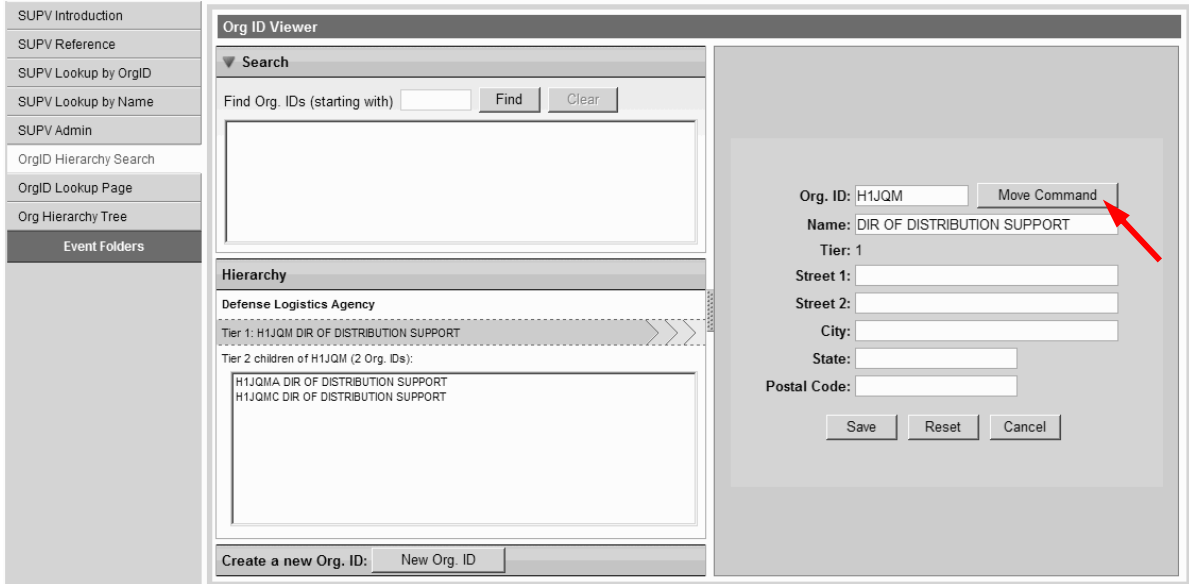 SUPV Introduction
SUPV Reference
SUPV Lookup by OrgID
SUPV Lookup by Name
SUPV Admin
OrgID Hierarchy Search
OrgID Lookup Page
Org Hierarchy Tree
Event Folders
Org ID Viewer
Search
Find Org. IDs (starting with) Find Clear
Hierarchy
Defense Logistics Agency
Tier 1: H1JQM DIR OF DISTRIBUTION SUPPORT
Tier 2 children of H1JQM (2 Org. IDs):
H1JQMA DIR OF DISTRIBUTION SUPPORT
H1JQMC DIR OF DISTRIBUTION SUPPORT
Create a new Org. ID: New Org. ID
Org. ID: H1JQM Move Command
Name: DIR OF DISTRIBUTION SUPPORT
Tier: 1
Street 1:
Street 2:
City:
State:
Postal Code:
Save Reset Cancel